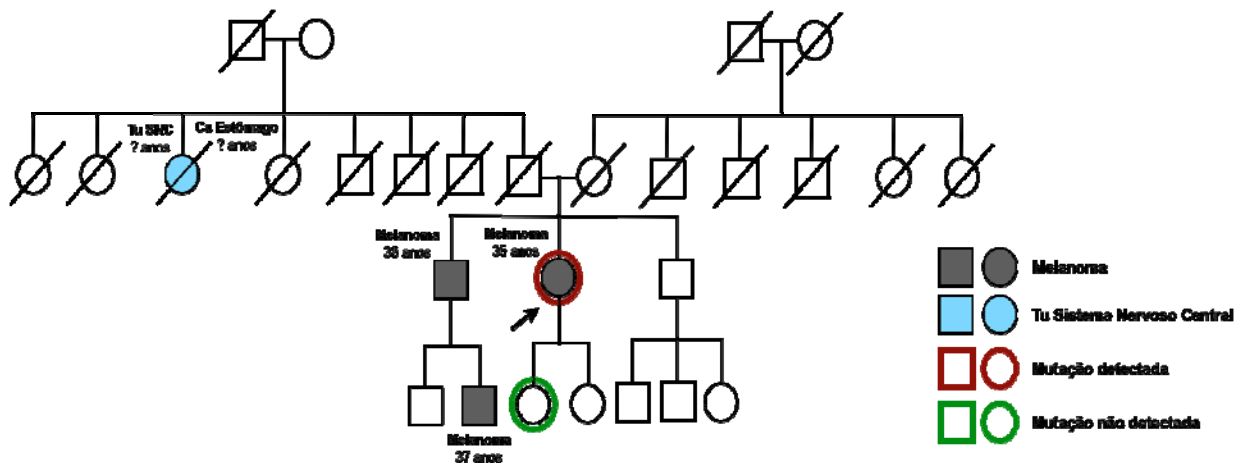 Tu SNC
? anos
Ca Estômago
? anos
Melanoma
38 anos
Melanoma
35 anos
Melanoma
37 anos
Melanoma
Tu Sistema Nervoso Central
Mutação detectada
Mutação não detectada